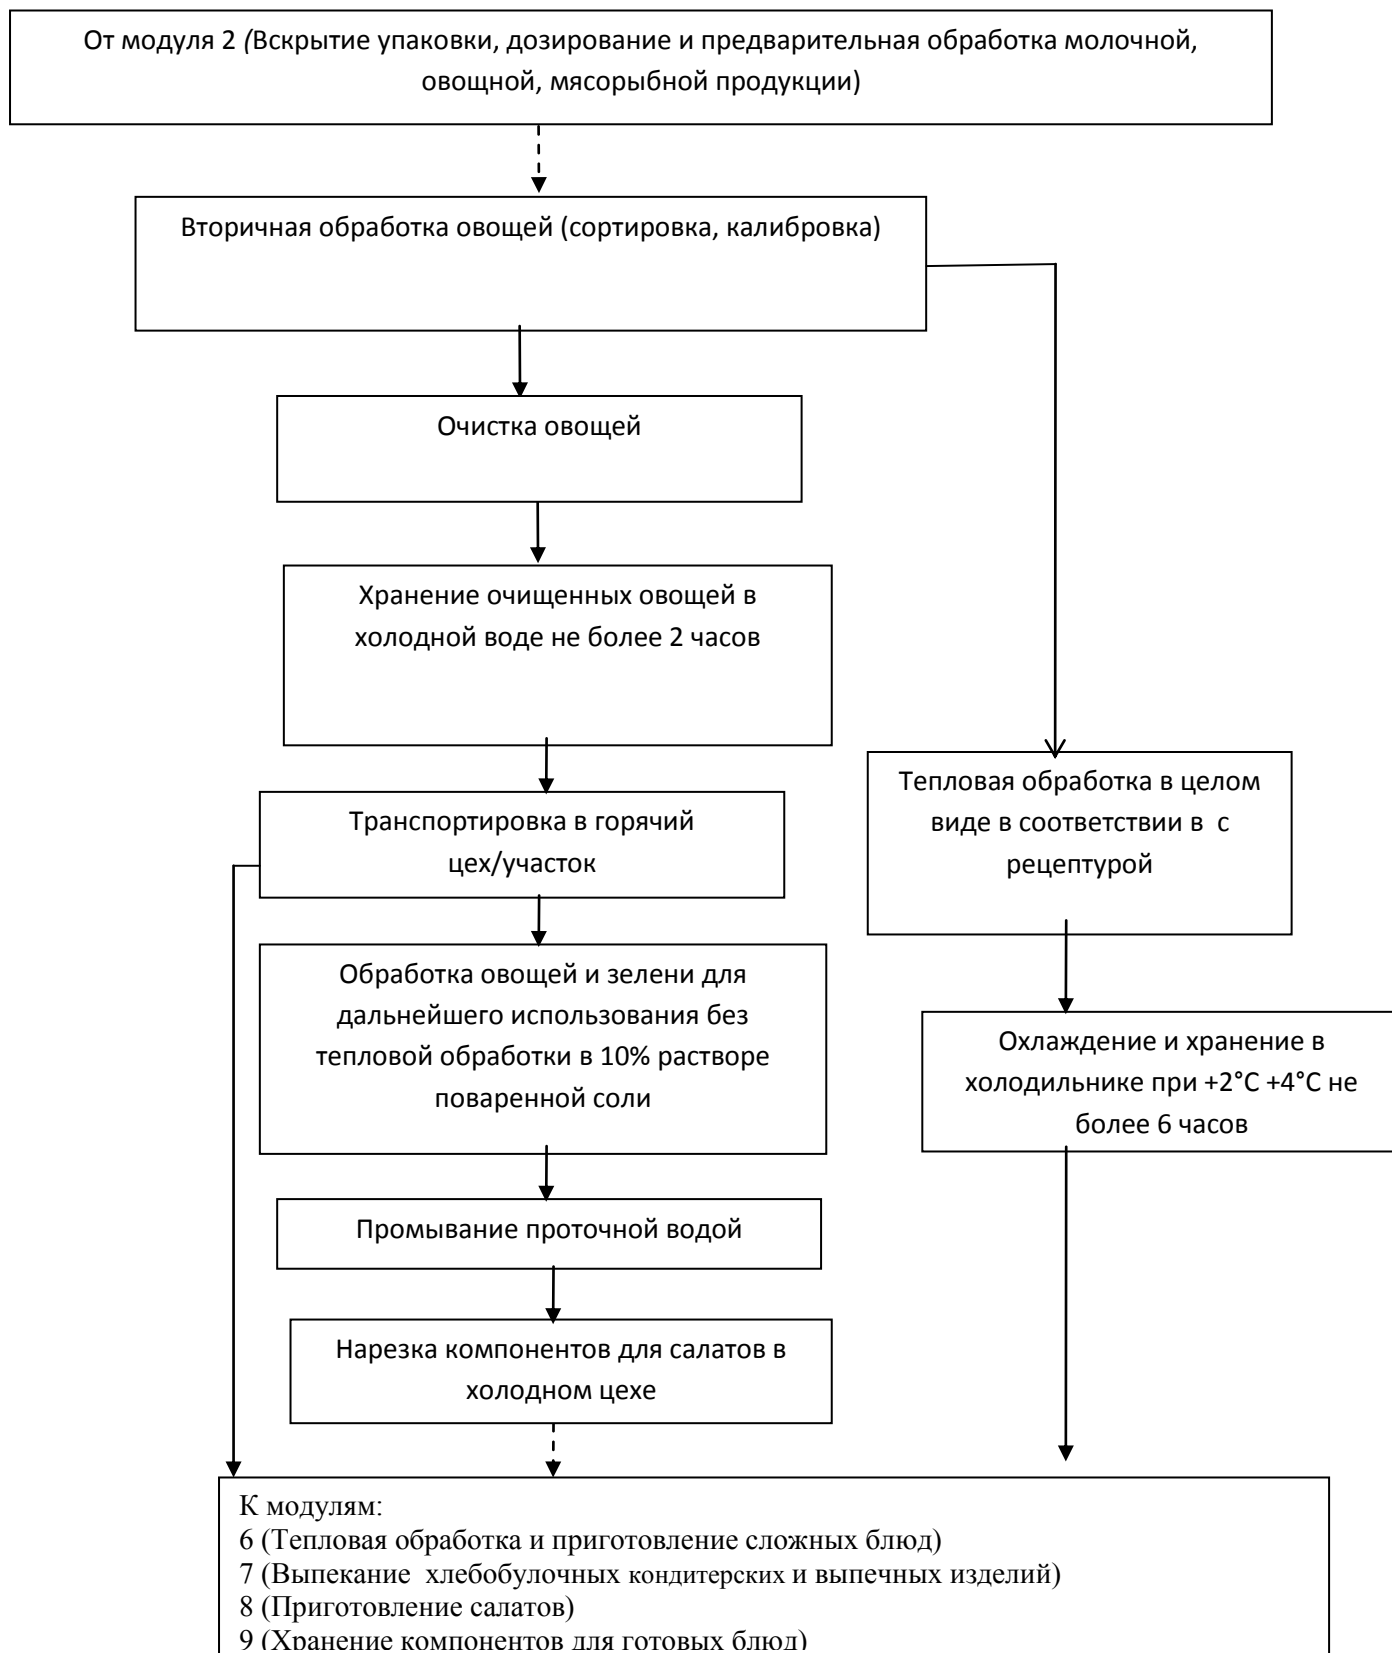 От модуля 2 (Вскрытие упаковки, дозирование и предварительная обработка молочной,
овощной, мясорыбной продукции)
Вторичная обработка овощей (сортировка, калибровка)
Очистка овощей
Хранение очищенных овощей в
холодной воде не более 2 часов
Транспортировка в горячий
цех/участок
Тепловая обработка в целом
виде в соответствии в с
рецептурой
Обработка овощей и зелени для
дальнейшего использования без
тепловой обработки в 10% растворе
поваренной соли
Охлаждение и хранение в
холодильнике при +2°С +4°С не
более 6 часов
Промывание проточной водой
Нарезка компонентов для салатов в
холодном цехе
К модулям:
6 (Тепловая обработка и приготовление сложных блюд)
7 (Выпекание хлебобулочных кондитерских и выпечных изделий)
8 (Приготовление салатов)
9 (Хранение компонентов для готовых блюд)